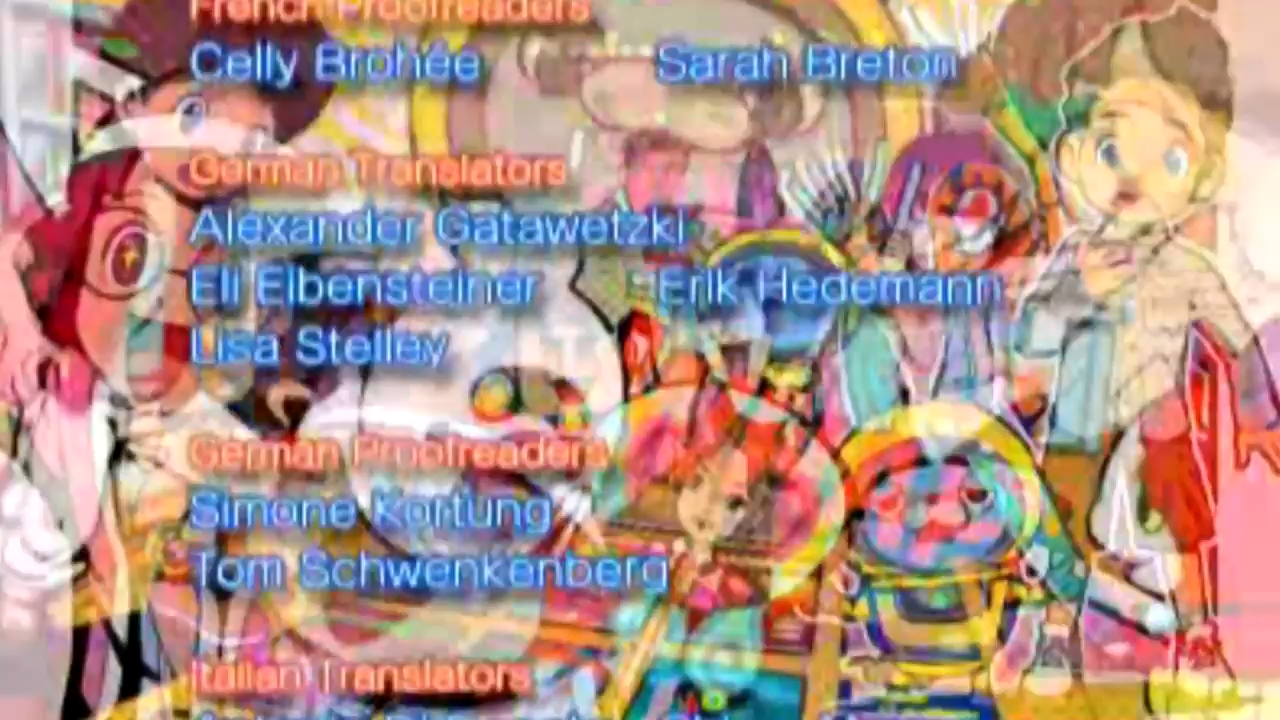 French Proofreaders
Celly Brohée Sarah Breton
German Translators
Alexander Gatawetzki
Eli Elbensteiner Erik Hedemann
Lisa Stelley
German Proofreaders
Simone Kortung
Tom Schwenkenberg
Italian Translators